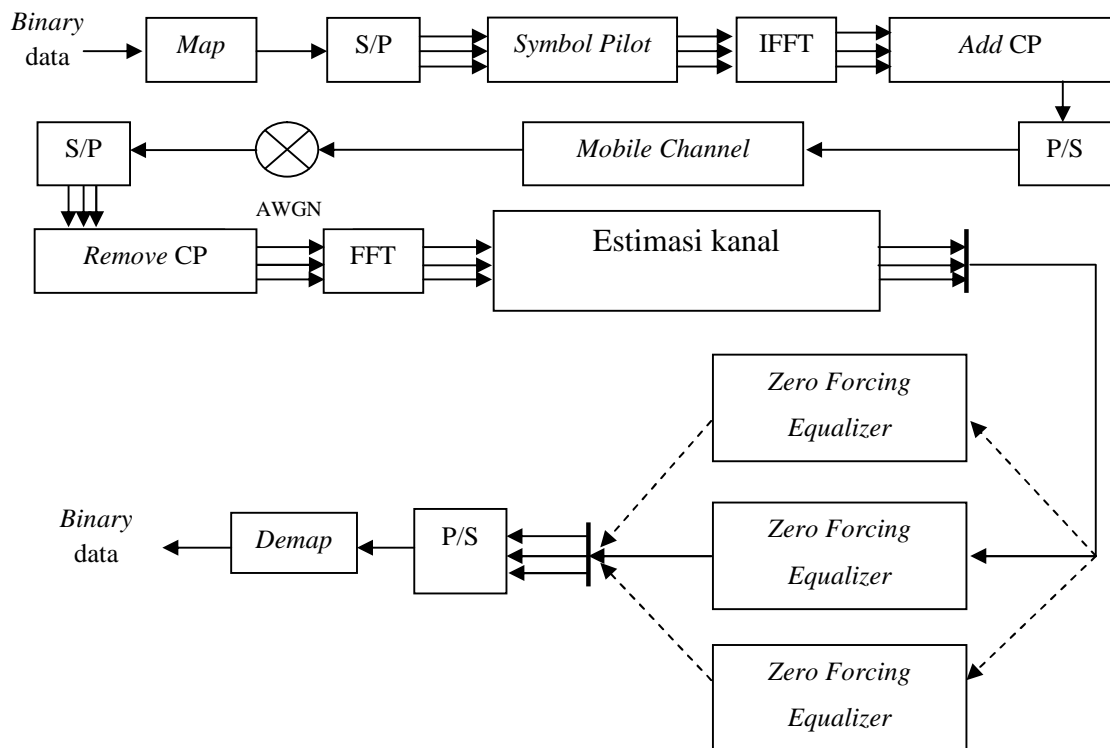 Binary
data
Map
S/P
Symbol Pilot
IFFT
Add CP
S/P
Mobile Channel
P/S
AWGN
Remove CP
FFT
Estimasi kanal
Zero Forcing
Equalizer
Binary
data
Demap
P/S
Zero Forcing
Equalizer
Zero Forcing
Equalizer